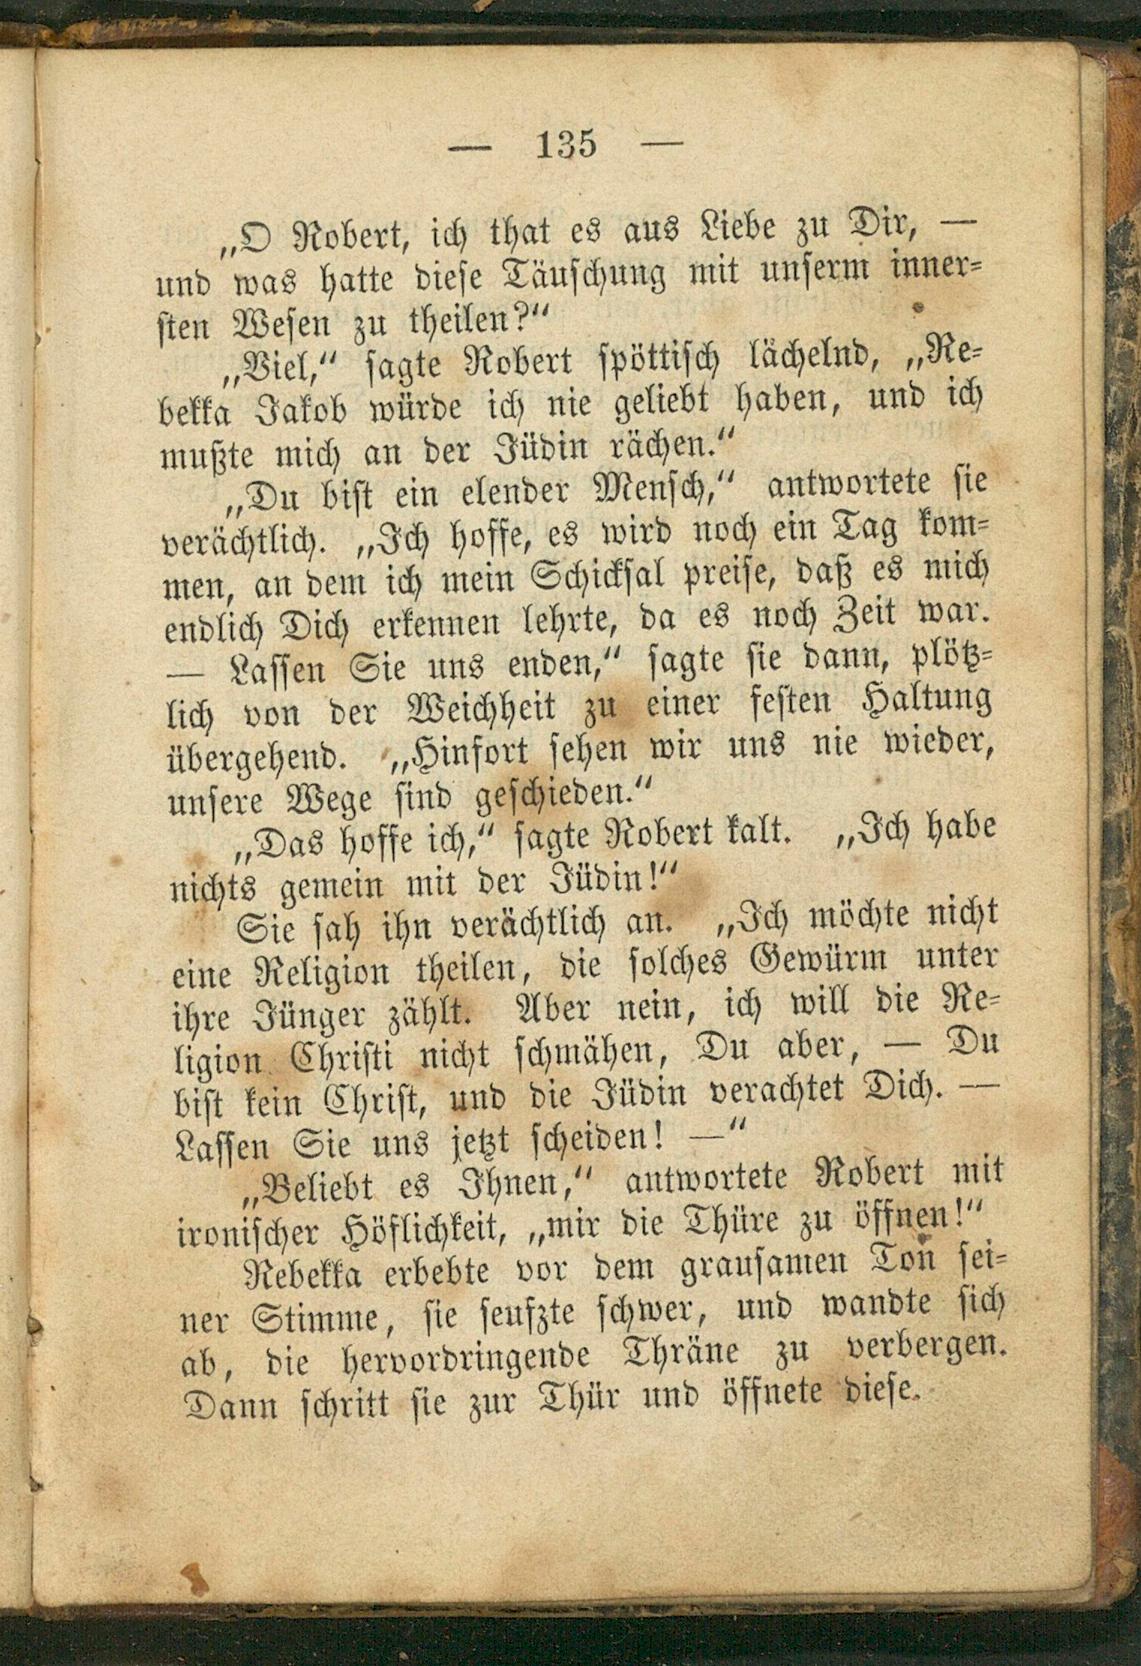 — 135 —
„O Robert, ich that es aus Liebe zu Dir, —
und was hatte diese Täuschung mit unserm inner-
sten Wesen zu theilen?“
„Viel,“ sagte Robert spöttisch lächelnd, „Re-
bekka Jakob würde ich nie geliebt haben, und ich
mußte mich an der Jüdin rächen.“
„Du bist ein elender Mensch,“ antwortete sie
verächtlich. „Ich hoffe, es wird noch ein Tag kom-
men, an dem ich mein Schicksal preise, daß es mich
endlich Dich erkennen lehrte, da es noch Zeit war.
— Lassen Sie uns enden,“ sagte sie dann, plötz-
lich von der Weichheit zu einer festen Haltung
übergehend. „Hinfort sehen wir uns nie wieder,
unsere Wege sind geschieden.“
„Das hoffe ich,“ sagte Robert kalt. „Ich habe
nichts gemein mit der Jüdin!“
Sie sah ihn verächtlich an. „Ich möchte nicht
eine Religion theilen, die solches Gewürm unter
ihre Jünger zählt. Aber nein, ich will die Re-
ligion Christi nicht schmähen, Du aber, — Du
bist kein Christ, und die Jüdin verachtet Dich. —
Lassen Sie uns jetzt scheiden! —“
„Beliebt es Ihnen,“ antwortete Robert mit
ironischer Höflichkeit, „mir die Thüre zu öffnen!“
Rebekka erbebte vor dem grausamen Ton sei-
ner Stimme, sie seufzte schwer, und wandte sich
ab, die hervordringende Thräne zu verbergen.
Dann schritt sie zur Thür und öffnete diese.